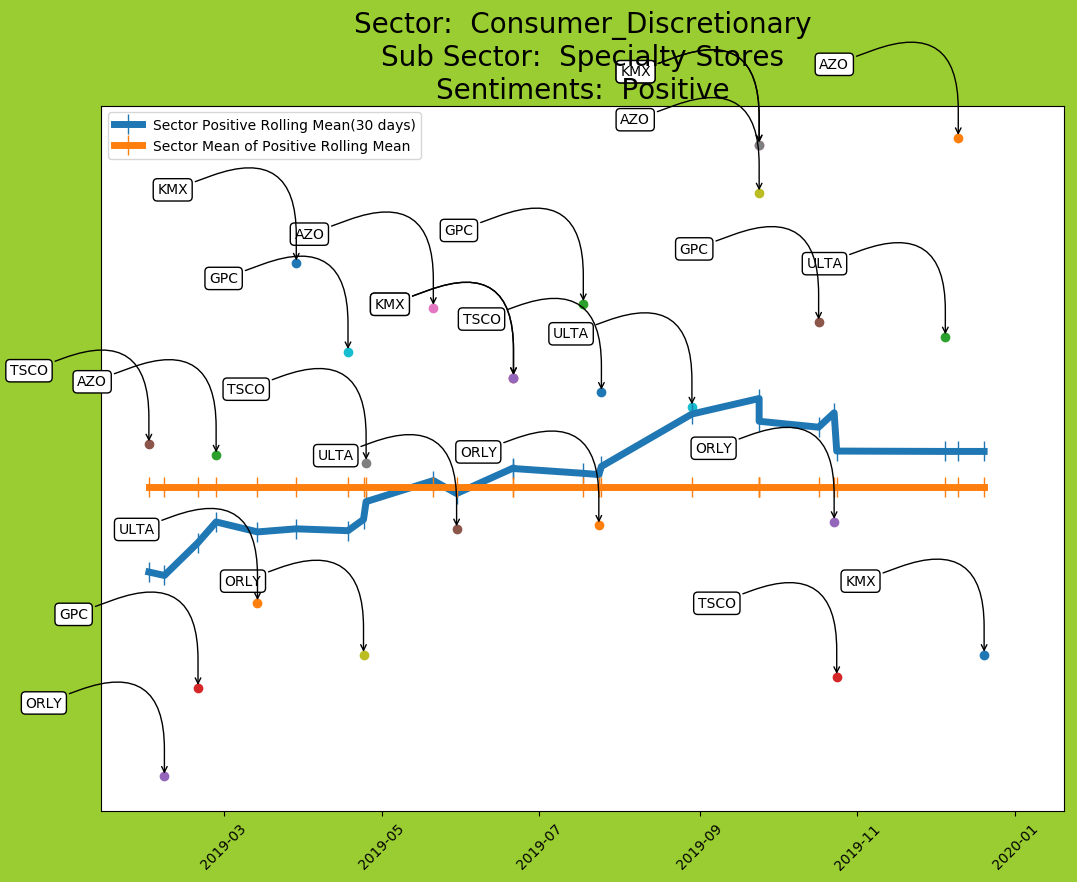 Sector:  Consumer_Discretionary
Sub Sector:  Specialty Stores
Sentiments:  Positive
KMX
AZO
AZO
Sector Positive Rolling Mean(30 days)
Sector Mean of Positive Rolling Mean
KMX
AZO
GPC
GPC
ULTA
GPC
KMX
TSCO
ULTA
TSCO
AZO
TSCO
ULTA
ORLY
ORLY
ULTA
ORLY
KMX
TSCO
GPC
ORLY
2019-03
2019-05
2019-07
2019-09
2019-11
2020-01